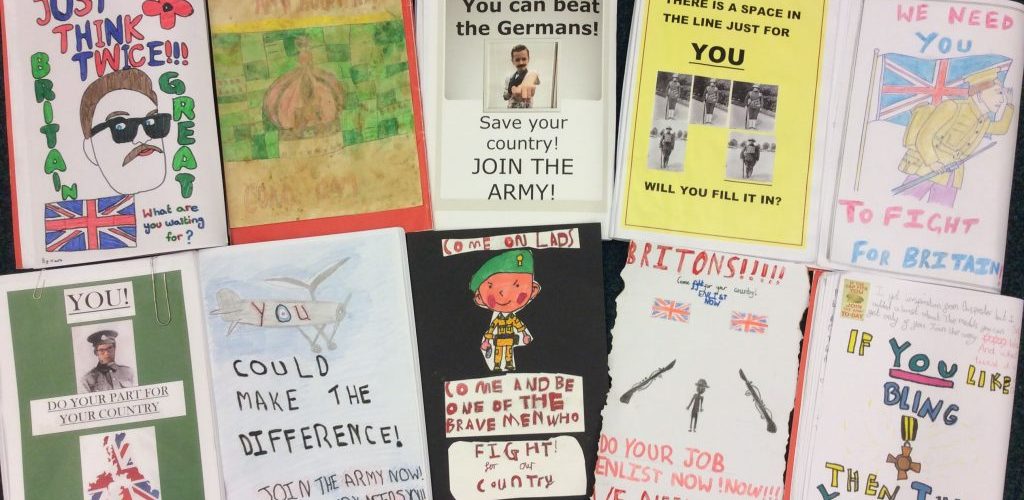 JUST
THINK
TWICE!!!
BRITAIN
GREAT
What are
you waiting
for?
You can beat
the Germans!
Save your
country!
JOIN THE
ARMY!
THERE IS A SPACE IN
THE LINE JUST FOR
YOU
WILL YOU FILL IT IN?
WE NEED
YOU
TO FIGHT
FOR BRITAIN
YOU!
DO YOUR PART FOR
YOUR COUNTRY
YOU
COULD
MAKE THE
DIFFERENCE!
JOIN THE ARMY NOW!
COME ON LADS
COME AND BE
ONE OF THE
BRAVE MEN WHO
FIGHT!
for our
country
BRITONS!!!!!!
Come fight for your country!
ENLIST
NOW
DO YOUR JOB
ENLIST NOW!NOW!!!
IF YOU LIKE
BLING
THEN